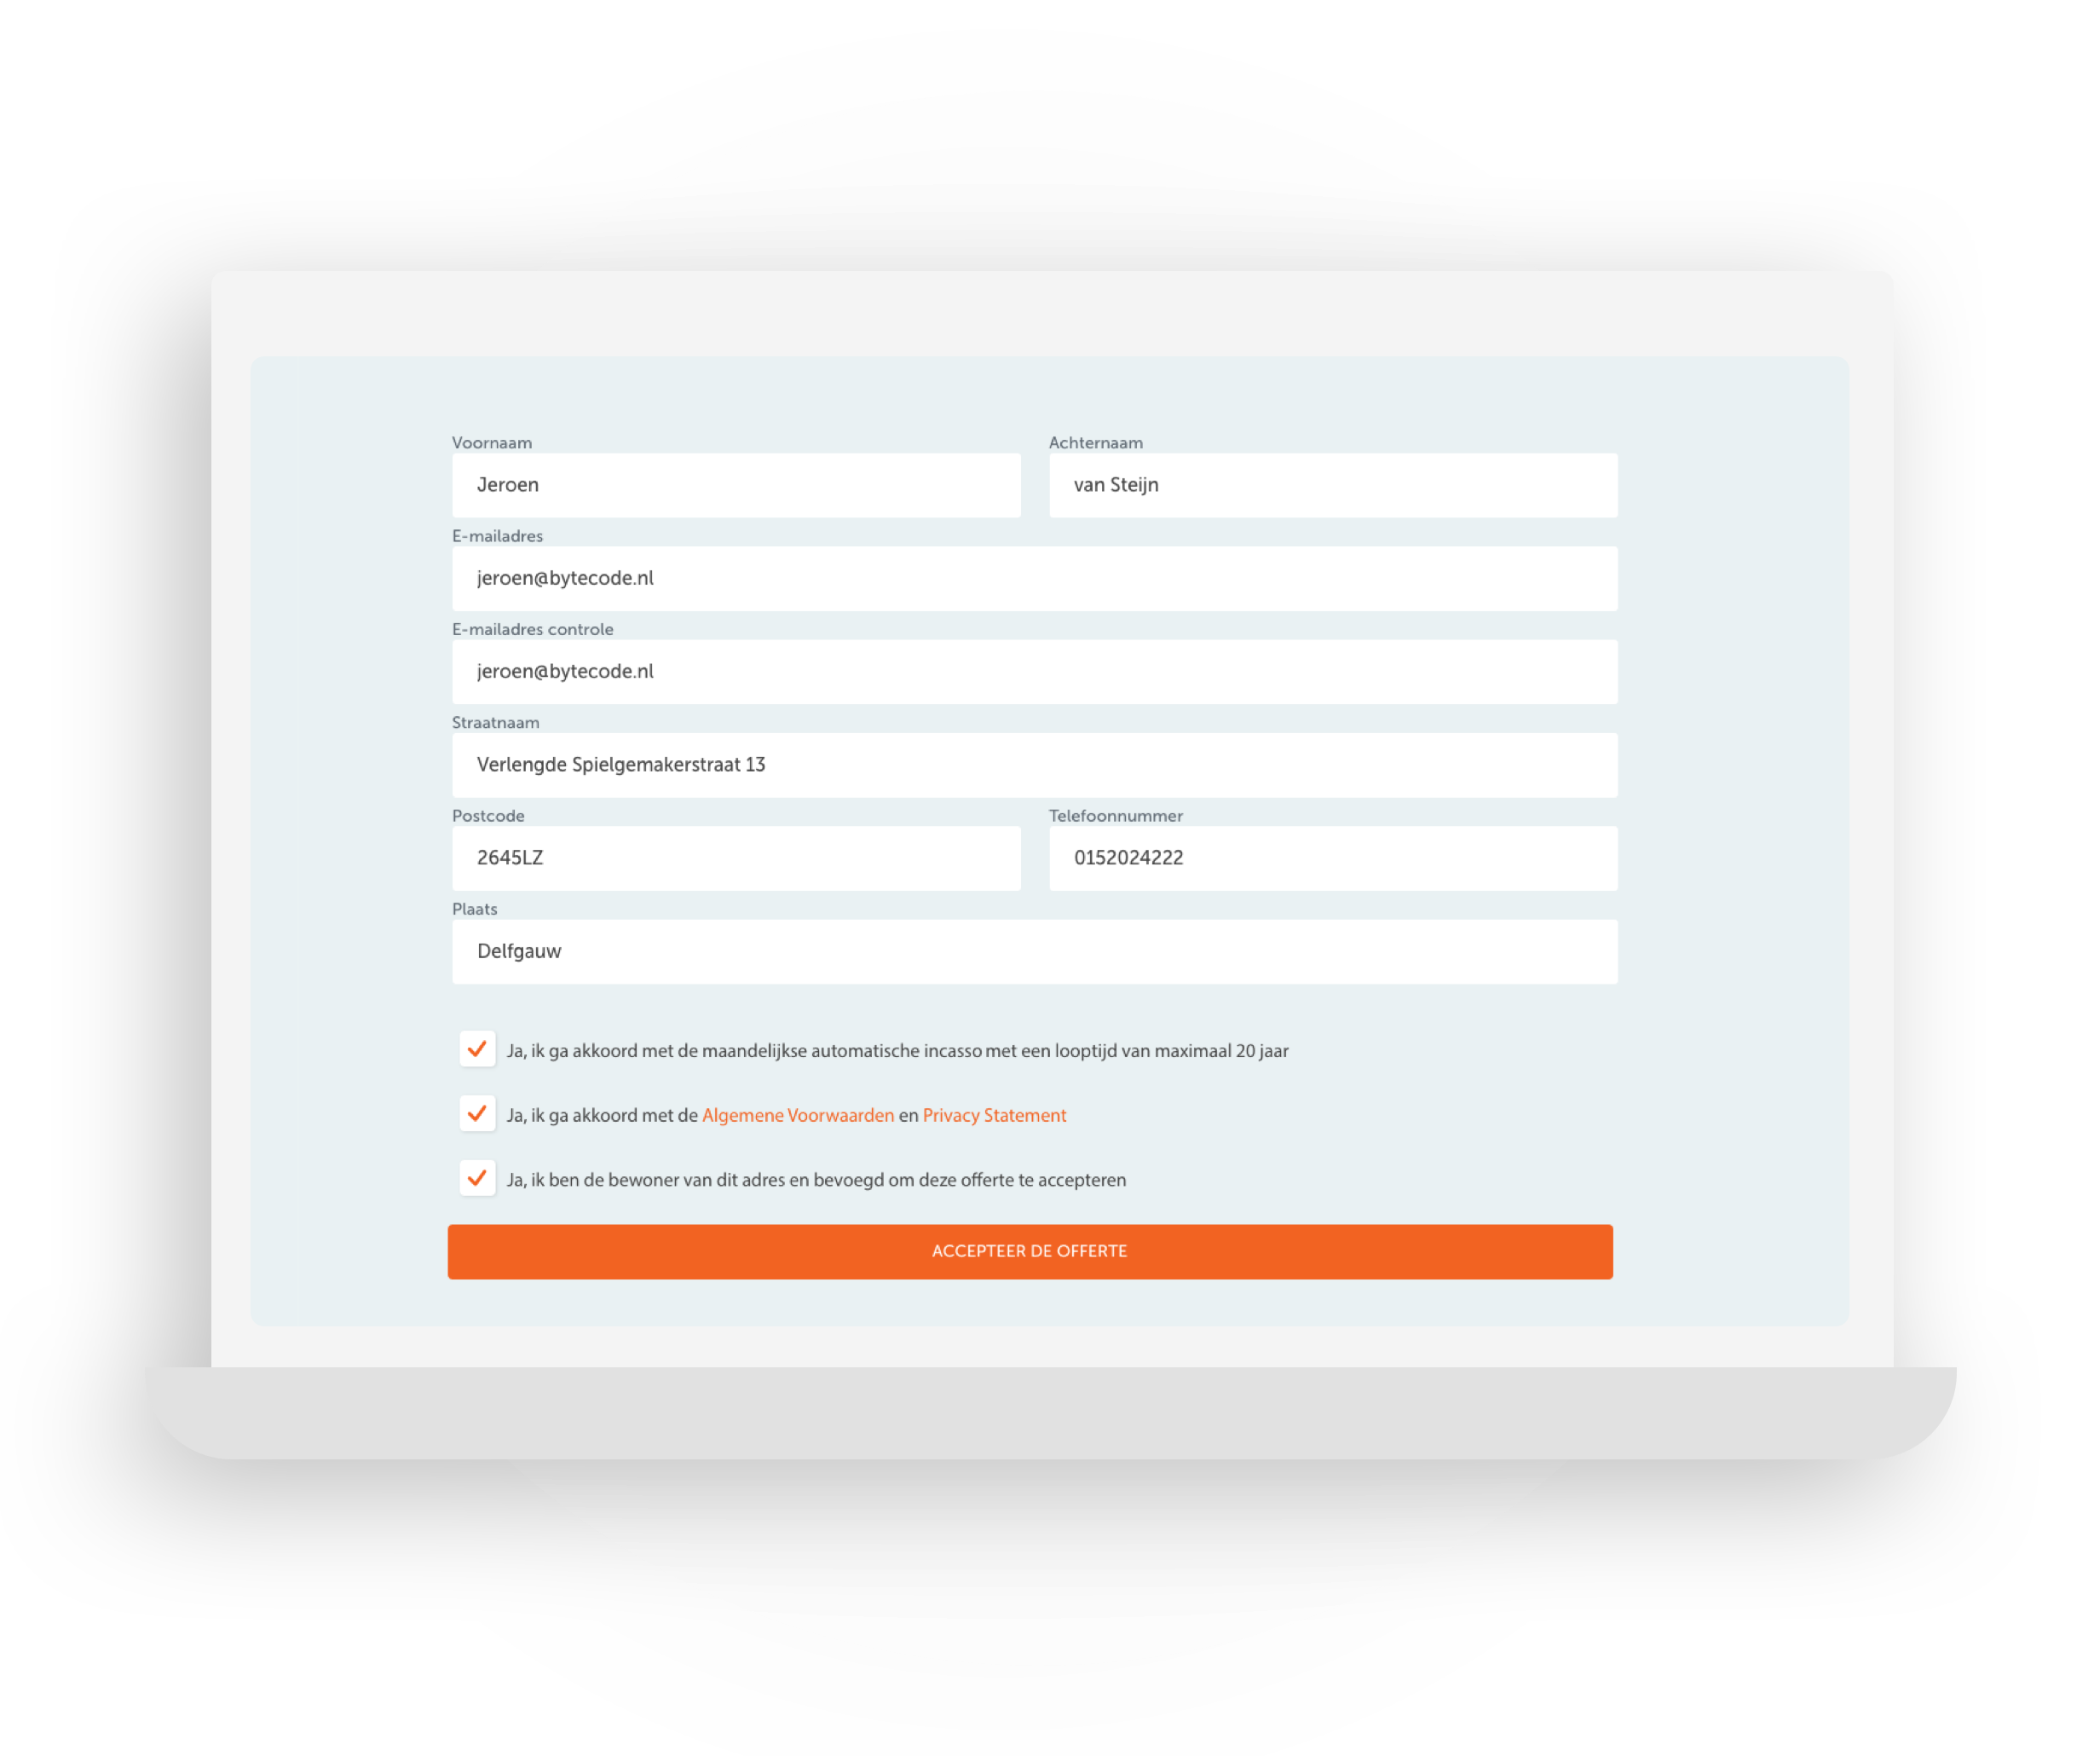 Voornaam Achternaam
Jeroen van Steijn
E-mailadres
jeroen@bytecode.nl
E-mailadres controle
jeroen@bytecode.nl
Straatnaam
Verlengde Spielgemakerstraat 13
Postcode Telefoonnummer
2645LZ 0152024222
Plaats
Delfgauw
Ja, ik ga akkoord met de maandelijkse automatische incasso met een looptijd van maximaal 20 jaar
Ja, ik ga akkoord met de Algemene Voorwaarden en Privacy Statement
Ja, ik ben de bewoner van dit adres en bevoegd om deze offerte te accepteren
ACCEPTEER DE OFFERTE